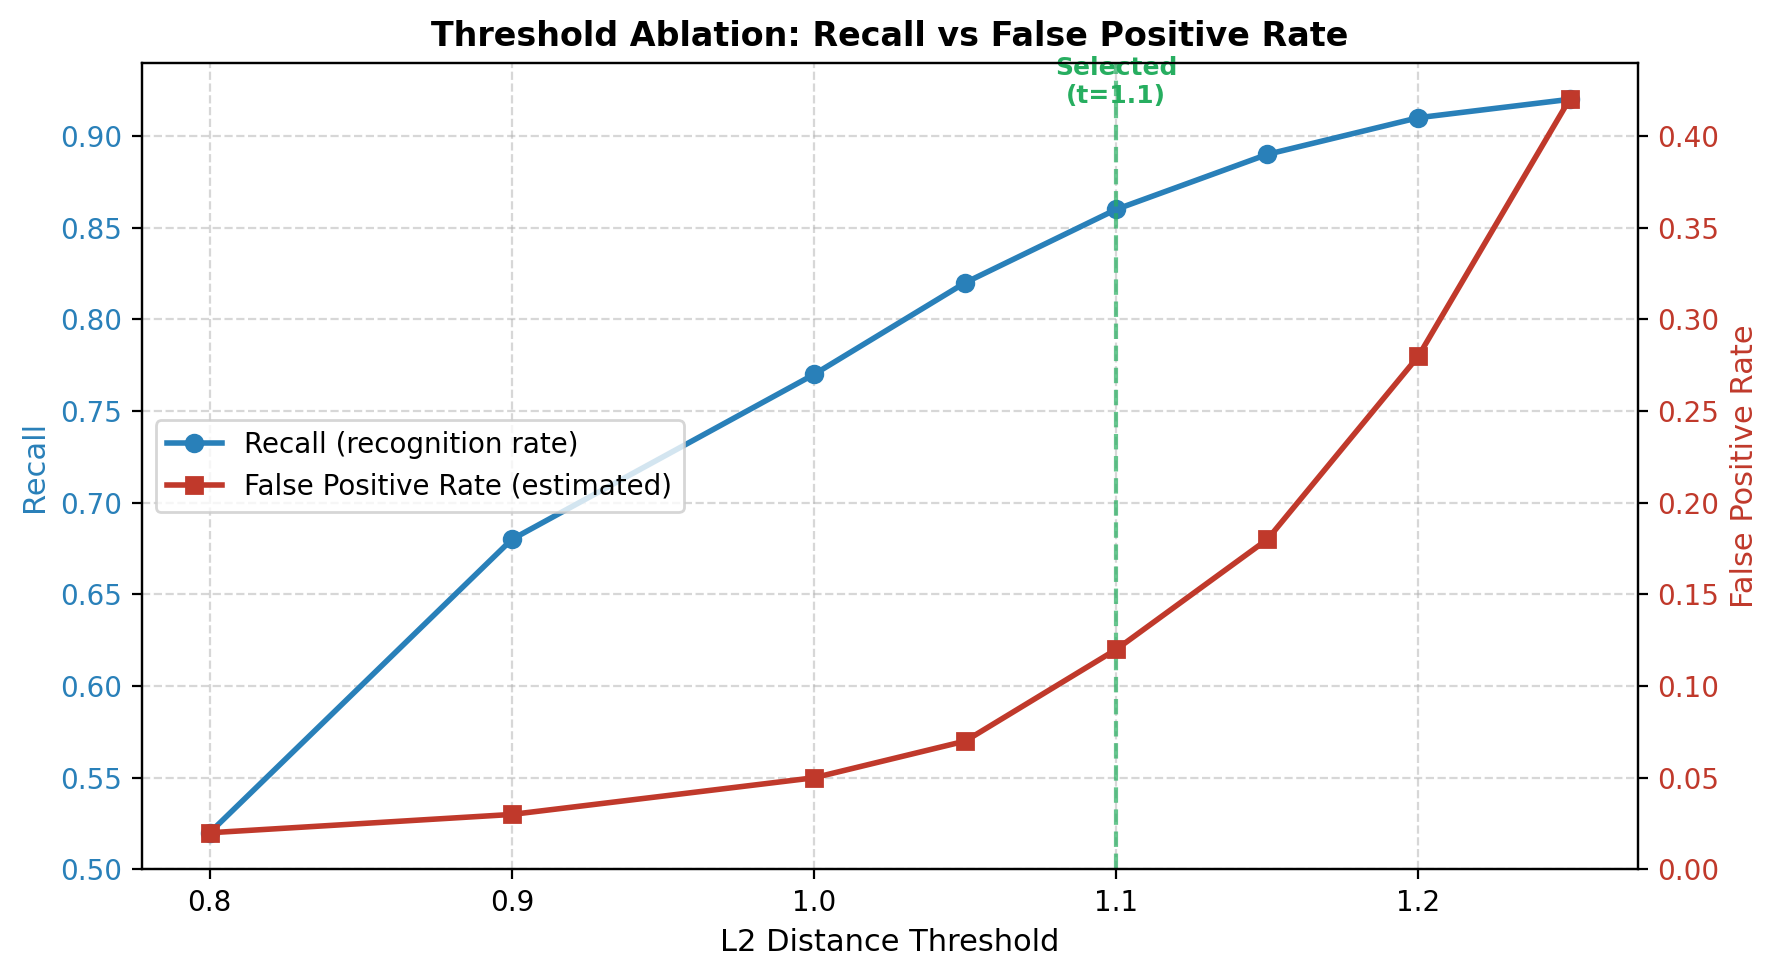 Threshold Ablation: Recall vs False Positive Rate
Selected
(t=1.1)
0.90
0.85
0.80
0.75
0.70
0.65
0.60
0.55
0.50
Recall
Recall (recognition rate)
False Positive Rate (estimated)
0.40
0.35
0.30
0.25
0.20
0.15
0.10
0.05
0.00
False Positive Rate
0.8 0.9 1.0 1.1 1.2
L2 Distance Threshold